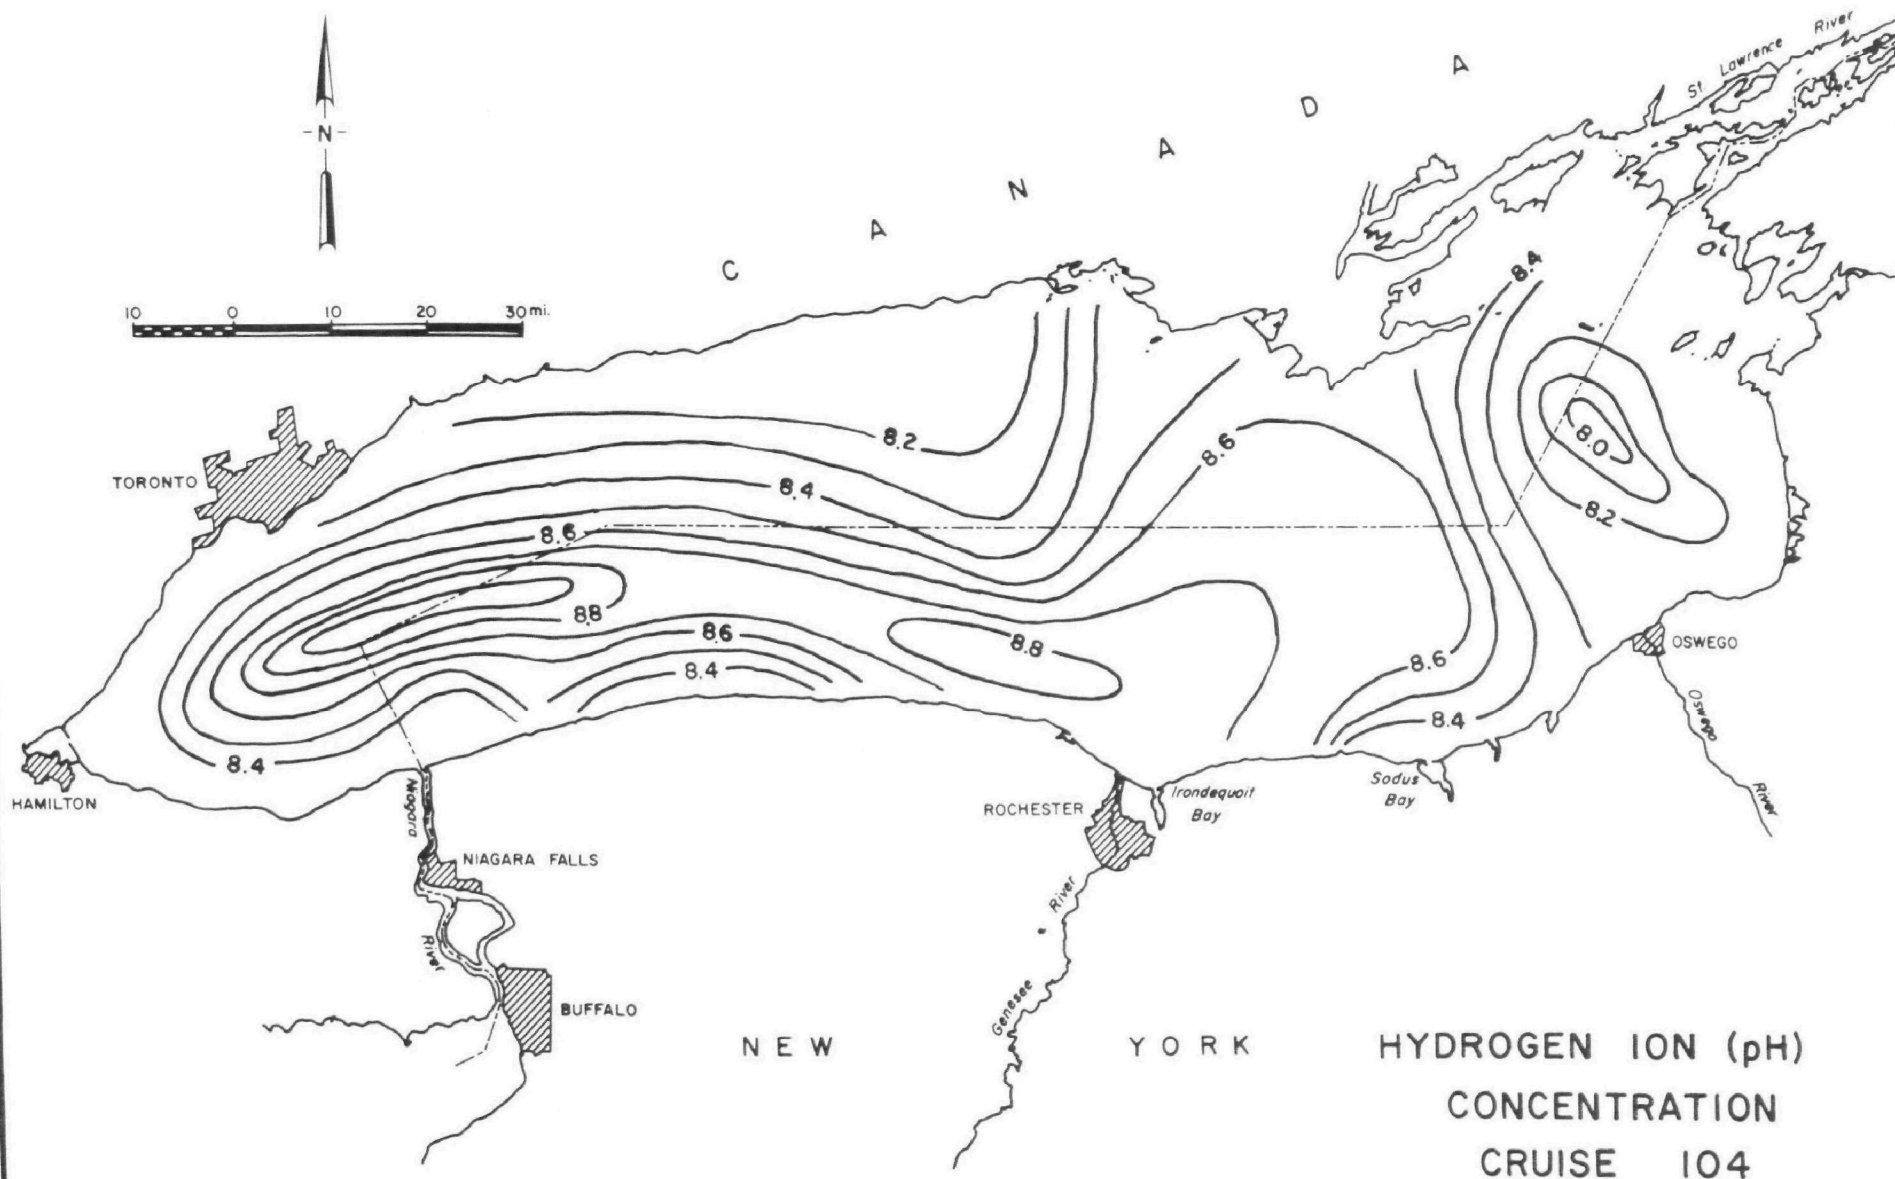 St. Lawrence River
C A N A D A
N
10 0 10 20 30 mi.
8.4
8.2
8.0
8.6
8.4
8.2
8.6
8.8
8.6
8.8
8.4
8.6
8.4
8.4
TORONTO
HAMILTON
OSWEGO
Oswego River
Niagara River
NIAGARA FALLS
BUFFALO
ROCHESTER
Irondequoit
Bay
Sodus
Bay
Genesee River
NEW YORK
HYDROGEN ION (pH)
CONCENTRATION
CRUISE 104